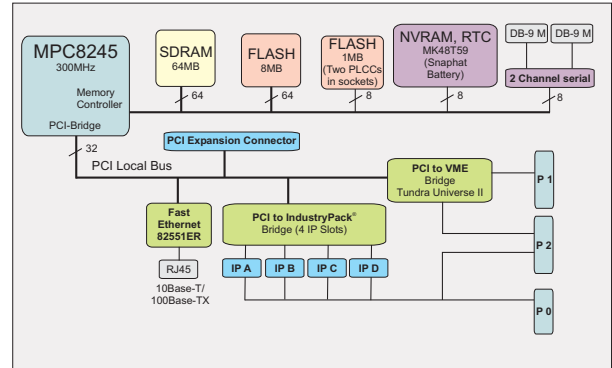 MPC8245
300MHz
Memory
Controller
PCI-Bridge
SDRAM
64MB
FLASH
8MB
FLASH
1MB
(Two PLCCs
in sockets)
NVRAM, RTC
MK48T59
(Snaphat
Battery)
DB-9 M
DB-9 M
2 Channel serial
64
64
8
8
8
32
PCI Local Bus
PCI Expansion Connector
PCI to VME
Bridge
Tundra Universe II
P 1
Fast
Ethernet
82551ER
PCI to IndustryPack®
Bridge (4 IP Slots)
P 2
RJ45
IP A
IP B
IP C
IP D
10Base-T/
100Base-TX
P 0